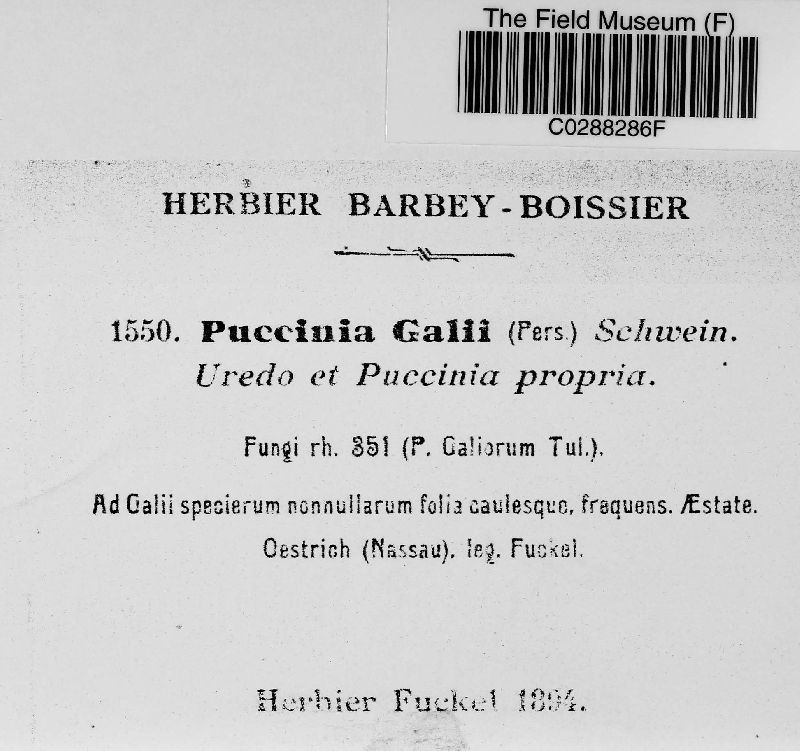 The Field Museum (F)
C0288286F
HERBIER BARBEY-BOISSIER
1550. Puccinia Galii (Pers.) Schwein.
Uredo et Puccinia propria.
Fungi rh. 351 (P. Galiorum Tul.).
Ad Galii specierum nonnullarum folia caulesque, frequens. Æstate.
Oestrich (Nassau). leg. Fuckel.
Herbier Fuckel 1894.